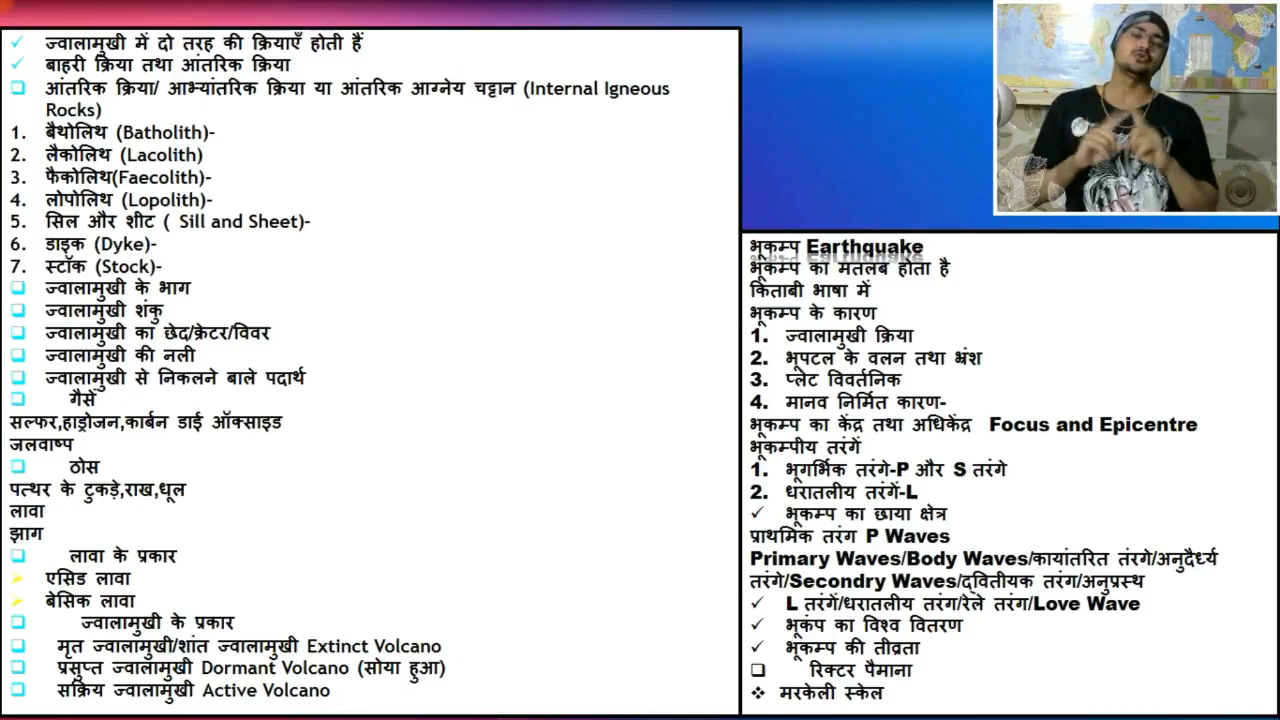 ✓ ज्वालामुखी में दो तरह की क्रियाएँ होती हैं
✓ बाहरी क्रिया तथा आंतरिक क्रिया
❑ आंतरिक क्रिया/ आभ्यांतरिक क्रिया या आंतरिक आग्नेय चट्टान (Internal Igneous
Rocks)
1. बैथोलिथ (Batholith)-
2. लैकोलिथ (Lacolith)
3. फैकोलिथ(Faecolith)-
4. लोपोलिथ (Lopolith)-
5. सिल और शीट ( Sill and Sheet)-
6. डाइक (Dyke)-
7. स्टॉक (Stock)-
❑ ज्वालामुखी के भाग
❑ ज्वालामुखी शंकु
❑ ज्वालामुखी का छेद/क्रेटर/विवर
❑ ज्वालामुखी की नली
❑ ज्वालामुखी से निकलने बाले पदार्थ
❑ गैसें
सल्फर,हाड्रोजन,कार्बन डाई ऑक्साइड
जलवाष्प
❑ ठोस
पत्थर के टुकड़े,राख,धूल
लावा
झाग
❑ लावा के प्रकार
➢ एसिड लावा
➢ बेसिक लावा
❑ ज्वालामुखी के प्रकार
❑ मृत ज्वालामुखी/शांत ज्वालामुखी Extinct Volcano
❑ प्रसुप्त ज्वालामुखी Dormant Volcano (सोया हुआ)
❑ सक्रिय ज्वालामुखी Active Volcano
भूकम्प Earthquake
भूकम्प का मतलब होता है
किताबी भाषा में
भूकम्प के कारण
1. ज्वालामुखी क्रिया
2. भूपटल के वलन तथा भ्रंश
3. प्लेट विवर्तनिक
4. मानव निर्मित कारण-
भूकम्प का केंद्र तथा अधिकेंद्र Focus and Epicentre
भूकम्पीय तरंगें
1. भूगर्भिक तरंगे-P और S तरंगे
2. धरातलीय तरंगें-L
✓ भूकम्प का छाया क्षेत्र
प्राथमिक तरंग P Waves
Primary Waves/Body Waves/कायांतरित तंरगे/अनुदैर्ध्य
तरंगे/Secondry Waves/द्वितीयक तरंग/अनुप्रस्थ
✓ L तरंगें/धरातलीय तरंग/रेले तरंग/Love Wave
✓ भूकंप का विश्व वितरण
✓ भूकम्प की तीव्रता
❑ रिक्टर पैमाना
❖ मरकेली स्केल